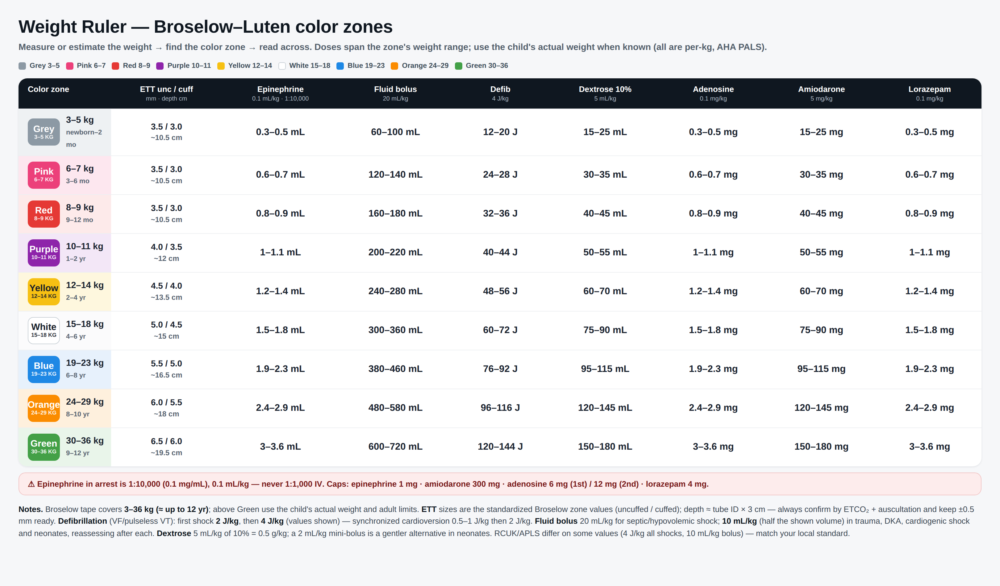 Weight Ruler — Broselow–Luten color zones
Measure or estimate the weight → find the color zone → read across. Doses span the zone's weight range; use the child's actual weight when known (all are per-kg, AHA PALS).
Grey 3–5 Pink 6–7 Red 8–9 Purple 10–11 Yellow 12–14 White 15–18 Blue 19–23 Orange 24–29 Green 30–36
Color zone ETT unc / cuff Epinephrine Fluid bolus Defib Dextrose 10% Adenosine Amiodarone Lorazepam
mm · depth cm 0.1 mL/kg · 1:10,000 20 mL/kg 4 J/kg 5 mL/kg 0.1 mg/kg 5 mg/kg 0.1 mg/kg
Grey 3–5 KG 3–5 kg newborn–2 mo 3.5 / 3.0 ~10.5 cm 0.3–0.5 mL 60–100 mL 12–20 J 15–25 mL 0.3–0.5 mg 15–25 mg 0.3–0.5 mg
Pink 6–7 KG 6–7 kg 3–6 mo 3.5 / 3.0 ~10.5 cm 0.6–0.7 mL 120–140 mL 24–28 J 30–35 mL 0.6–0.7 mg 30–35 mg 0.6–0.7 mg
Red 8–9 KG 8–9 kg 9–12 mo 3.5 / 3.0 ~10.5 cm 0.8–0.9 mL 160–180 mL 32–36 J 40–45 mL 0.8–0.9 mg 40–45 mg 0.8–0.9 mg
Purple 10–11 KG 10–11 kg 1–2 yr 4.0 / 3.5 ~12 cm 1–1.1 mL 200–220 mL 40–44 J 50–55 mL 1–1.1 mg 50–55 mg 1–1.1 mg
Yellow 12–14 KG 12–14 kg 2–4 yr 4.5 / 4.0 ~13.5 cm 1.2–1.4 mL 240–280 mL 48–56 J 60–70 mL 1.2–1.4 mg 60–70 mg 1.2–1.4 mg
White 15–18 KG 15–18 kg 4–6 yr 5.0 / 4.5 ~15 cm 1.5–1.8 mL 300–360 mL 60–72 J 75–90 mL 1.5–1.8 mg 75–90 mg 1.5–1.8 mg
Blue 19–23 KG 19–23 kg 6–8 yr 5.5 / 5.0 ~16.5 cm 1.9–2.3 mL 380–460 mL 76–92 J 95–115 mL 1.9–2.3 mg 95–115 mg 1.9–2.3 mg
Orange 24–29 KG 24–29 kg 8–10 yr 6.0 / 5.5 ~18 cm 2.4–2.9 mL 480–580 mL 96–116 J 120–145 mL 2.4–2.9 mg 120–145 mg 2.4–2.9 mg
Green 30–36 KG 30–36 kg 9–12 yr 6.5 / 6.0 ~19.5 cm 3–3.6 mL 600–720 mL 120–144 J 150–180 mL 3–3.6 mg 150–180 mg 3–3.6 mg
⚠ Epinephrine in arrest is 1:10,000 (0.1 mg/mL), 0.1 mL/kg — never 1:1,000 IV. Caps: epinephrine 1 mg · amiodarone 300 mg · adenosine 6 mg (1st) / 12 mg (2nd) · lorazepam 4 mg.
Notes. Broselow tape covers 3–36 kg (≈ up to 12 yr); above Green use the child's actual weight and adult limits. ETT sizes are the standardized Broselow zone values (uncuffed / cuffed); depth ≈ tube ID × 3 cm — always confirm by ETCO₂ + auscultation and keep ±0.5
mm ready. Defibrillation (VF/pulseless VT): first shock 2 J/kg, then 4 J/kg (values shown) — synchronized cardioversion 0.5–1 J/kg then 2 J/kg. Fluid bolus 20 mL/kg for septic/hypovolemic shock; 10 mL/kg (half the shown volume) in trauma, DKA, cardiogenic shock
and neonates, reassessing after each. Dextrose 5 mL/kg of 10% = 0.5 g/kg; a 2 mL/kg mini-bolus is a gentler alternative in neonates. RCUK/APLS differ on some values (4 J/kg all shocks, 10 mL/kg bolus) — match your local standard.